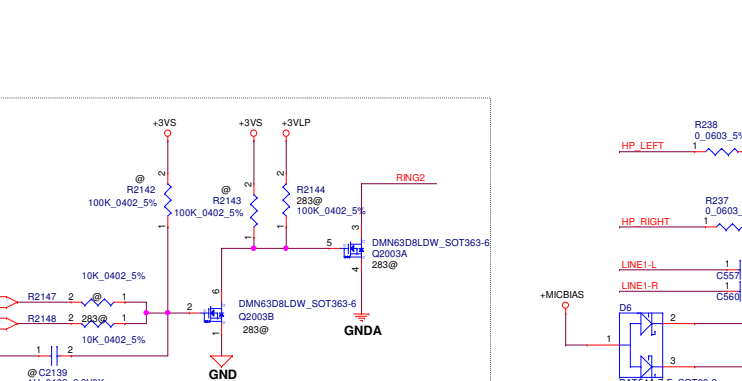 R238
0_0603_5%
HP_LEFT
1
+3VS
+3VS
+3VLP
2
2
2
@
R2142
100K_0402_5%
@
R2143
100K_0402_5%
R2144
283@
100K_0402_5%
RING2
1
1
1
R237
0_0603_
HP_RIGHT
1
3
5
4
DMN63D8LDW_SOT363-6
Q2003A
283@
LINE1-L
C557
LINE1-R
C560
10K_0402_5%
R2147
2
@
1
R2148
2
283@
1
10K_0402_5%
6
2
1
DMN63D8LDW_SOT363-6
Q2003B
283@
GNDA
+MICBIAS
D6
2
1
3
1
2
@C2139
GND